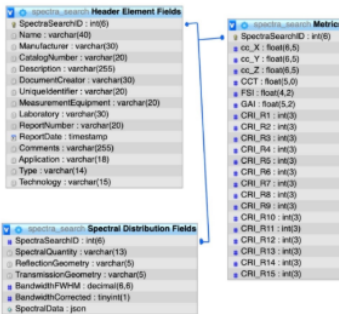 spectra_search Header Element Fields
SpectraSearchID : int(6)
Name : varchar(40)
Manufacturer : varchar(30)
CatalogNumber : varchar(20)
Description : varchar(255)
DocumentCreator : varchar(30)
UniqueIdentifier : varchar(20)
MeasurementEquipment : varchar(20)
Laboratory : varchar(30)
ReportNumber : varchar(20)
ReportDate : timestamp
Comments : varchar(255)
Application : varchar(18)
Type : varchar(14)
Technology : varchar(15)
spectra_search Spectral Distribution Fields
SpectraSearchID : int(6)
SpectralQuantity : varchar(13)
ReflectionGeometry : varchar(5)
TransmissionGeometry : varchar(5)
BandwidthFWHM : decimal(6,6)
BandwidthCorrected : tinyint(1)
SpectralData : json
spectra_search Metrics
SpectraSearchID : int(6)
cc_X : float(6,5)
cc_Y : float(6,5)
cc_Z : float(6,5)
CCT : float(5,0)
FSI : float(4,2)
GAI : float(5,2)
CRI_R1 : int(3)
CRI_R2 : int(3)
CRI_R3 : int(3)
CRI_R4 : int(3)
CRI_R5 : int(3)
CRI_R6 : int(3)
CRI_R7 : int(3)
CRI_R8 : int(3)
CRI_R9 : int(3)
CRI_R10 : int(3)
CRI_R11 : int(3)
CRI_R12 : int(3)
CRI_R13 : int(3)
CRI_R14 : int(3)
CRI_R15 : int(3)